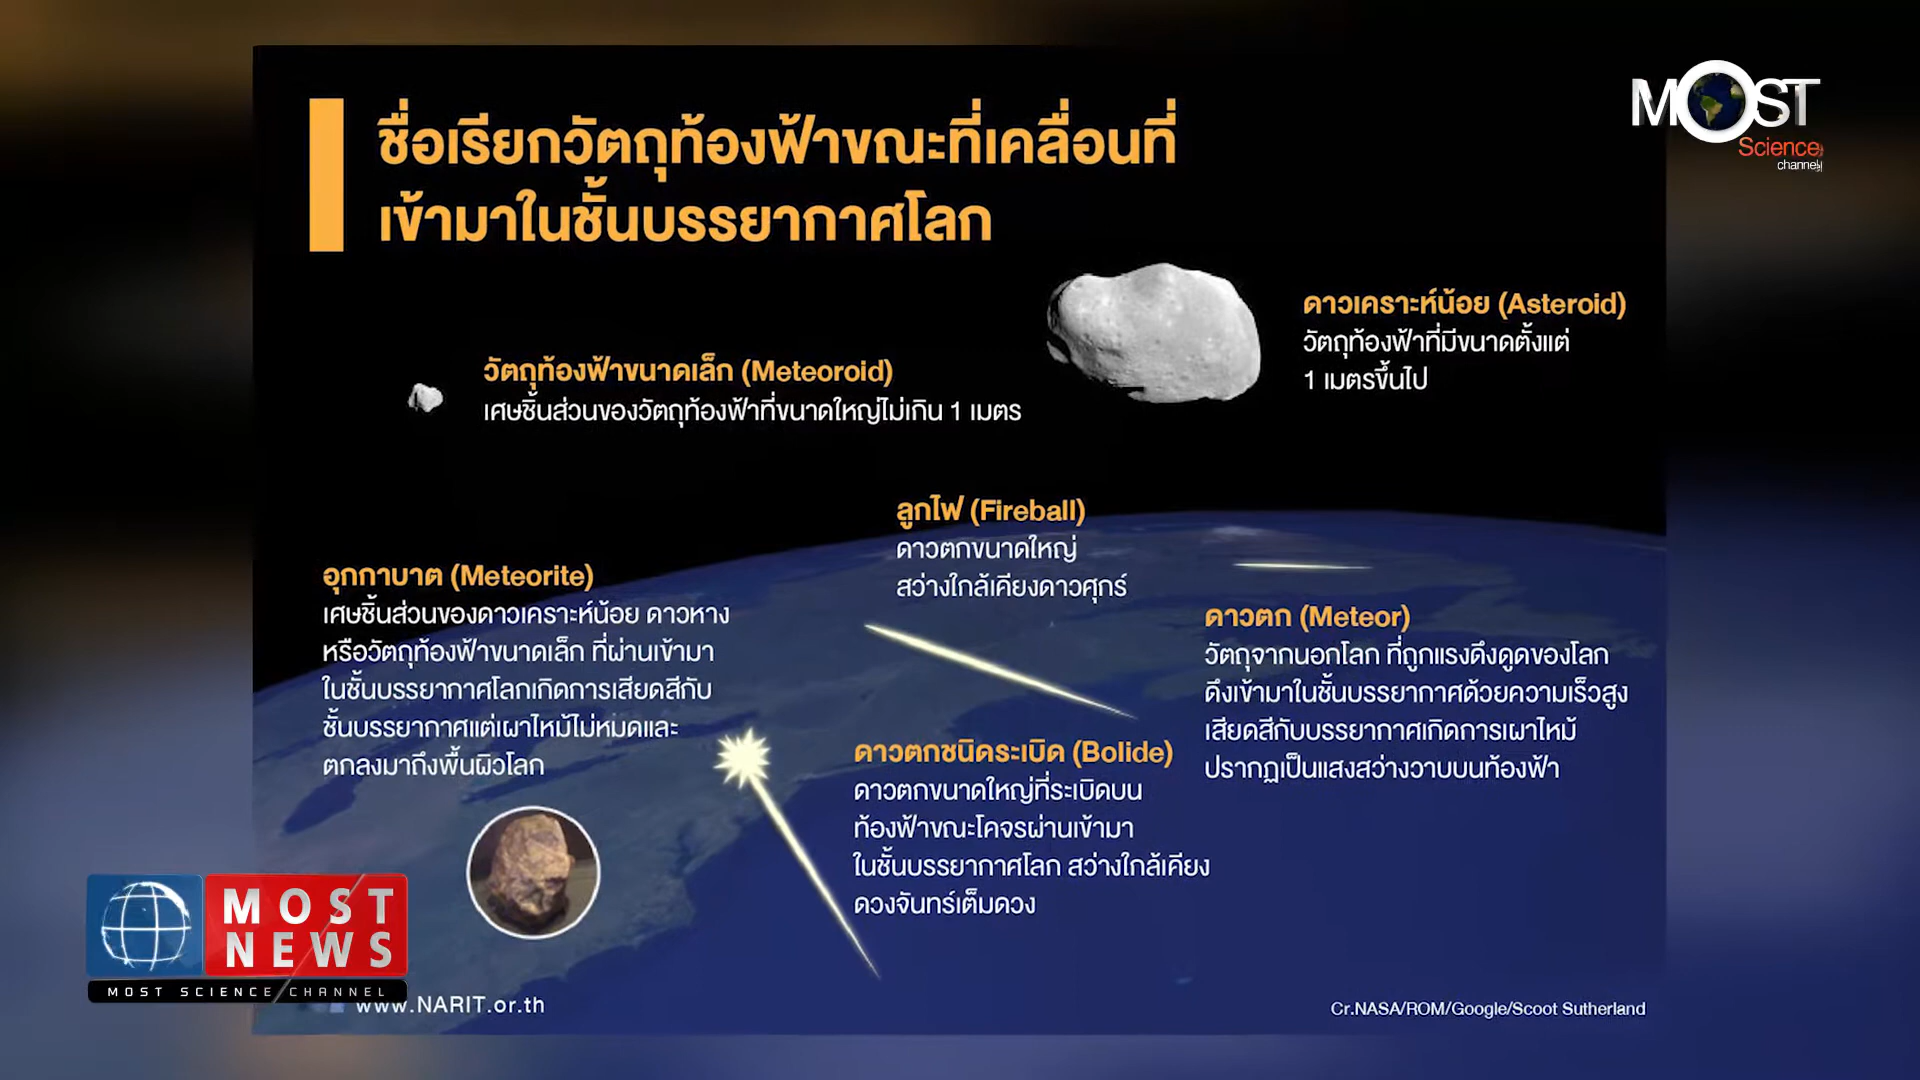 ชื่อเรียกวัตถุท้องฟ้าขณะที่เคลื่อนที่
เข้ามาในชั้นบรรยากาศโลก
MOST
Science
channel
ดาวเคราะห์น้อย (Asteroid)
วัตถุท้องฟ้าที่มีขนาดตั้งแต่
1 เมตรขึ้นไป
วัตถุท้องฟ้าขนาดเล็ก (Meteoroid)
เศษชิ้นส่วนของวัตถุท้องฟ้าที่ขนาดใหญ่ไม่เกิน 1 เมตร
ลูกไฟ (Fireball)
ดาวตกขนาดใหญ่
สว่างใกล้เคียงดาวศุกร์
อุกกาบาต (Meteorite)
เศษชิ้นส่วนของดาวเคราะห์น้อย ดาวหาง
หรือวัตถุท้องฟ้าขนาดเล็ก ที่ผ่านเข้ามา
ในชั้นบรรยากาศโลกเกิดการเสียดสีกับ
ชั้นบรรยากาศแต่เผาไหม้ไม่หมดและ
ตกลงมาถึงพื้นผิวโลก
ดาวตก (Meteor)
วัตถุจากนอกโลก ที่ถูกแรงดึงดูดของโลก
ดึงเข้ามาในชั้นบรรยากาศด้วยความเร็วสูง
เสียดสีกับบรรยากาศเกิดการเผาไหม้
ปรากฏเป็นแสงสว่างวาบบนท้องฟ้า
ดาวตกชนิดระเบิด (Bolide)
ดาวตกขนาดใหญ่ที่ระเบิดบน
ท้องฟ้าขณะโคจรผ่านเข้ามา
ในชั้นบรรยากาศโลก สว่างใกล้เคียง
ดวงจันทร์เต็มดวง
MOST
NEWS
MOST SCIENCE CHANNEL
www.NARIT.or.th
Cr.NASA/ROM/Google/Scoot Sutherland